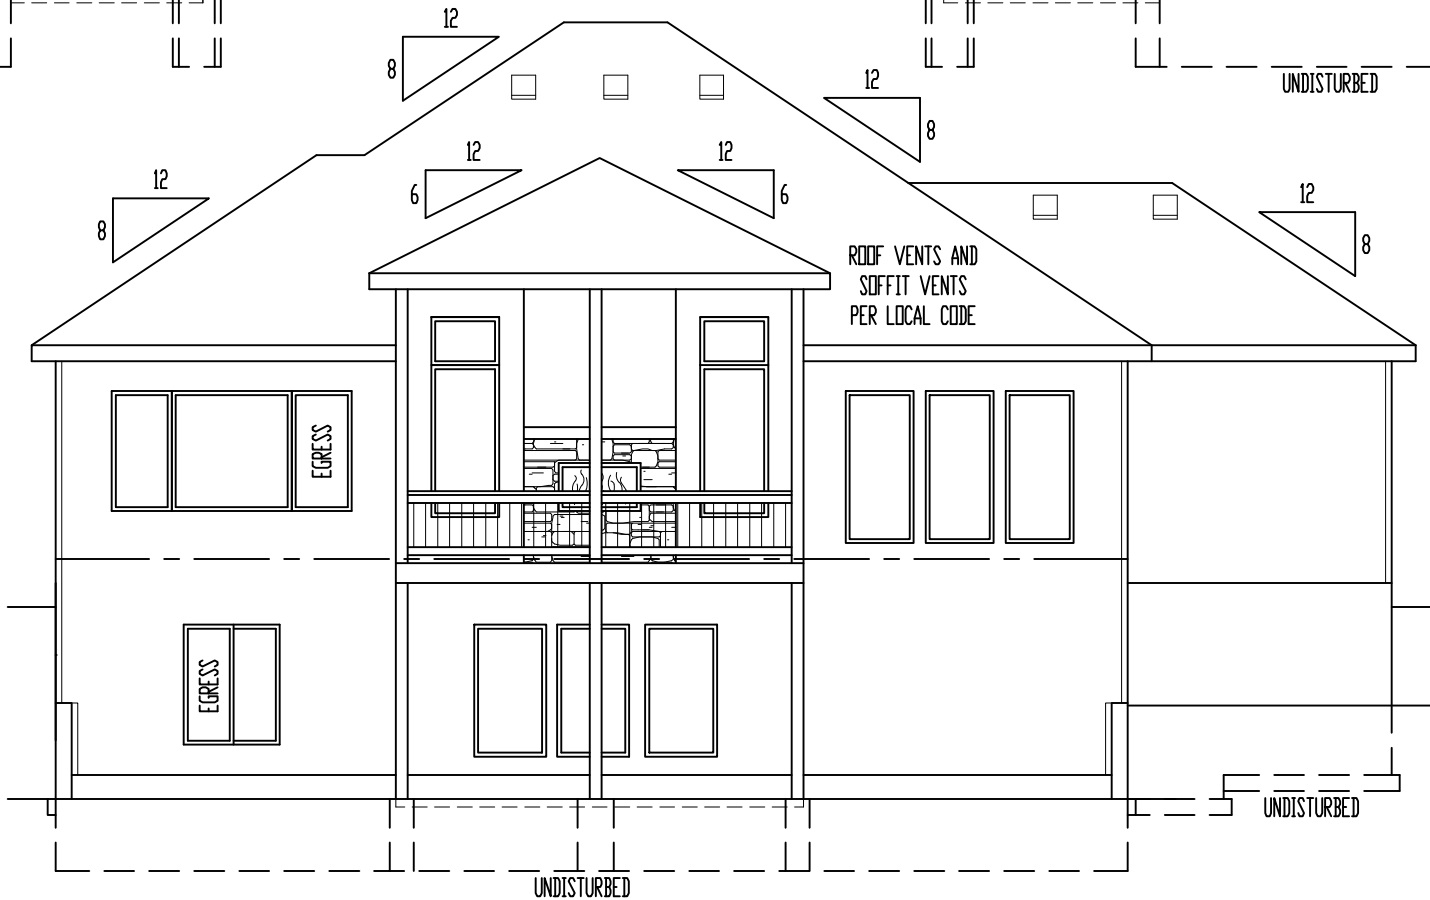 12
8
12
8
UNDISTURBED
12
6
12
6
12
8
12
8
ROOF VENTS AND
SOFFIT VENTS
PER LOCAL CODE
EGRESS
EGRESS
UNDISTURBED
UNDISTURBED